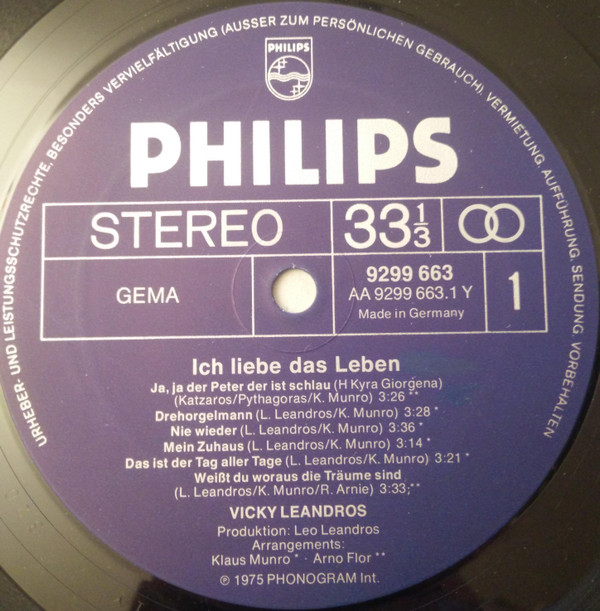 URHEBER- UND LEISTUNGSSCHUTZRECHTE, BESONDERS VERVIELFÄLTIGUNG (AUSSER ZUM PERSÖNLICHEN GEBRAUCH), VERMIETUNG, AUFFÜHRUNG, SENDUNG, VORBEHALTEN
PHILIPS
PHILIPS
STEREO
33 1/3
GEMA
9299 663
AA 9299 663.1 Y
Made in Germany
1
Ich liebe das Leben
Ja, ja der Peter der ist schlau (H Kyra Giorgena)
(Katzaros/Pythagoras/K. Munro) 3:26 **
Drehorgelmann (L. Leandros/K. Munro) 3:28 *
Nie wieder (L. Leandros/K. Munro) 3:36 *
Mein Zuhaus (L. Leandros/K. Munro) 3:14 *
Das ist der Tag aller Tage (L. Leandros/K. Munro) 3:21 *
Weißt du woraus die Träume sind
(L. Leandros/K. Munro/R. Arnie) 3:33;**
VICKY LEANDROS
Produktion: Leo Leandros
Arrangements:
Klaus Munro * · Arno Flor **
℗ 1975 PHONOGRAM Int.